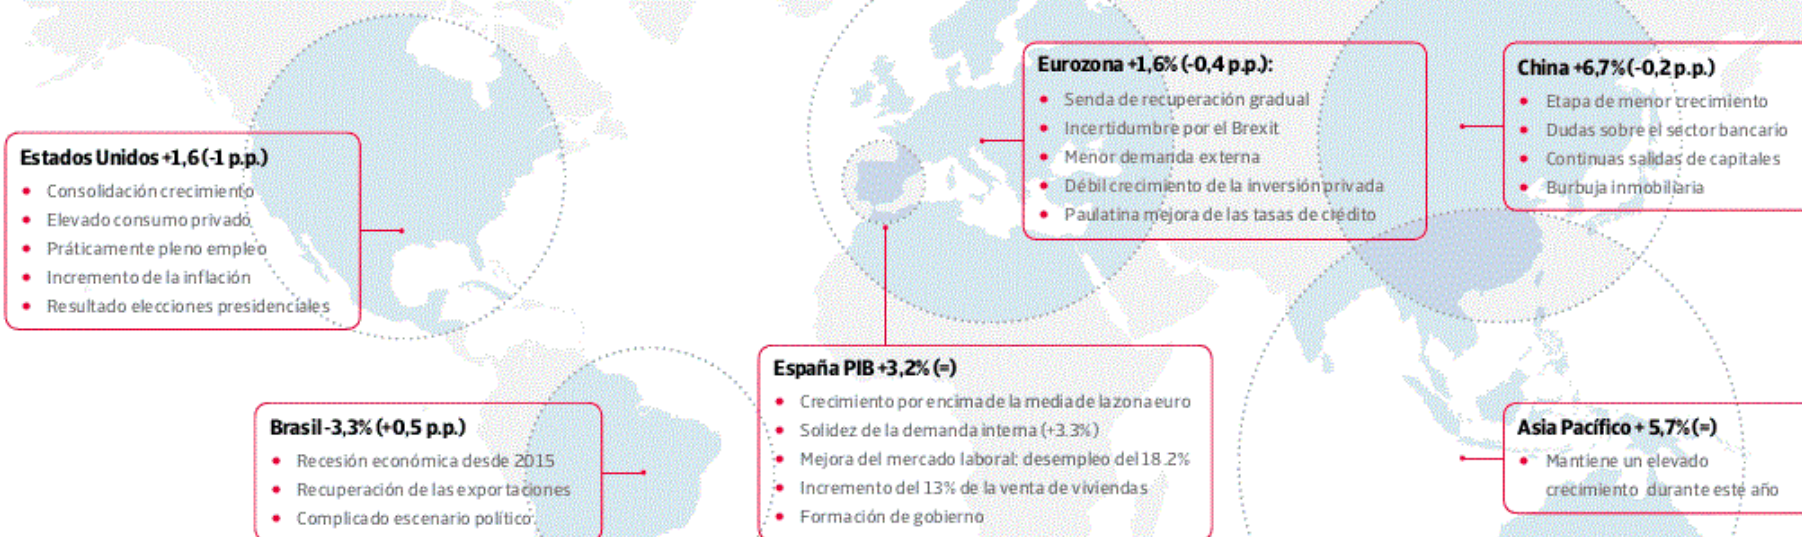 Estados Unidos +1,6 (-1 p.p.)
Consolidación crecimiento
Elevado consumo privado
Práticamente pleno empleo
Incremento de la inflación
Resultado elecciones presidenciales
Brasil -3,3% (+0,5 p.p.)
Recesión económica desde 2015
Recuperación de las exportaciones
Complicado escenario político
Eurozona +1,6% (-0,4 p.p.):
Senda de recuperación gradual
Incertidumbre por el Brexit
Menor demanda externa
Débil crecimiento de la inversión privada
Paulatina mejora de las tasas de crédito
España PIB +3,2% (=)
Crecimiento por encima de la media de la zona euro
Solidez de la demanda interna (+3.3%)
Mejora del mercado laboral: desempleo del 18.2%
Incremento del 13% de la venta de viviendas
Formación de gobierno
China +6,7% (-0,2 p.p.)
Etapa de menor crecimiento
Dudas sobre el sector bancario
Continuas salidas de capitales
Burbuja inmobiliaria
Asia Pacífico + 5,7% (=)
Mantiene un elevado
crecimiento durante este año